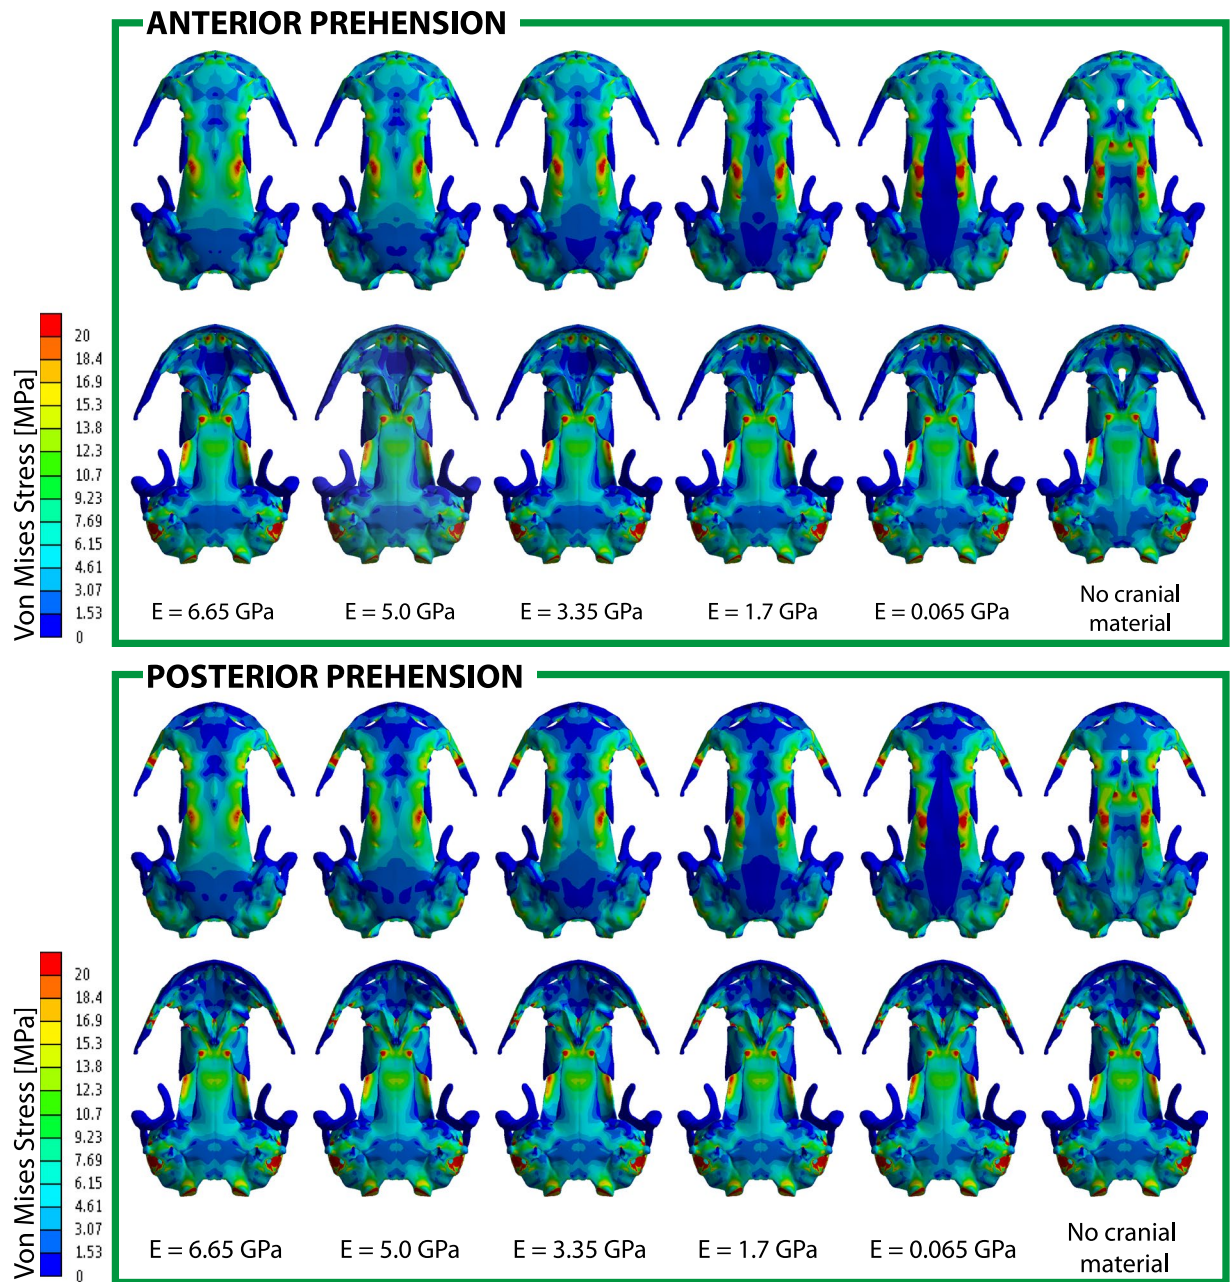 ANTERIOR PREHENSION
Von Mises Stress [MPa]
20
18.4
16.9
15.3
13.8
12.3
10.7
9.23
7.69
6.15
4.61
3.07
1.53
0
E = 6.65 GPa
E = 5.0 GPa
E = 3.35 GPa
E = 1.7 GPa
E = 0.065 GPa
No cranial
material
POSTERIOR PREHENSION
Von Mises Stress [MPa]
20
18.4
16.9
15.3
13.8
12.3
10.7
9.23
7.69
6.15
4.61
3.07
1.53
0
E = 6.65 GPa
E = 5.0 GPa
E = 3.35 GPa
E = 1.7 GPa
E = 0.065 GPa
No cranial
material